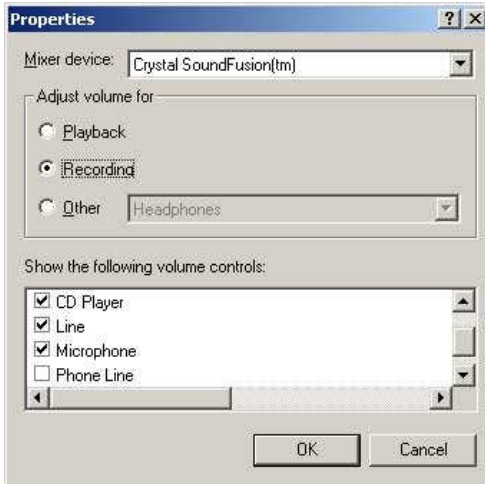 Properties
Mixer device: Crystal SoundFusion(tm)
Adjust volume for
Playback
Recording
Other Headphones
Show the following volume controls:
CD Player
Line
Microphone
Phone Line
OK Cancel